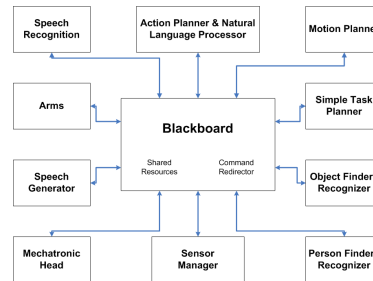 Speech
Recognition
Action Planner & Natural
Language Processor
Motion Planne
Arms
Blackboard
Simple Task
Planner
Shared
Resources
Command
Redirector
Speech
Generator
Object Finder
Recognizer
Mechatronic
Head
Sensor
Manager
Person Finder
Recognizer